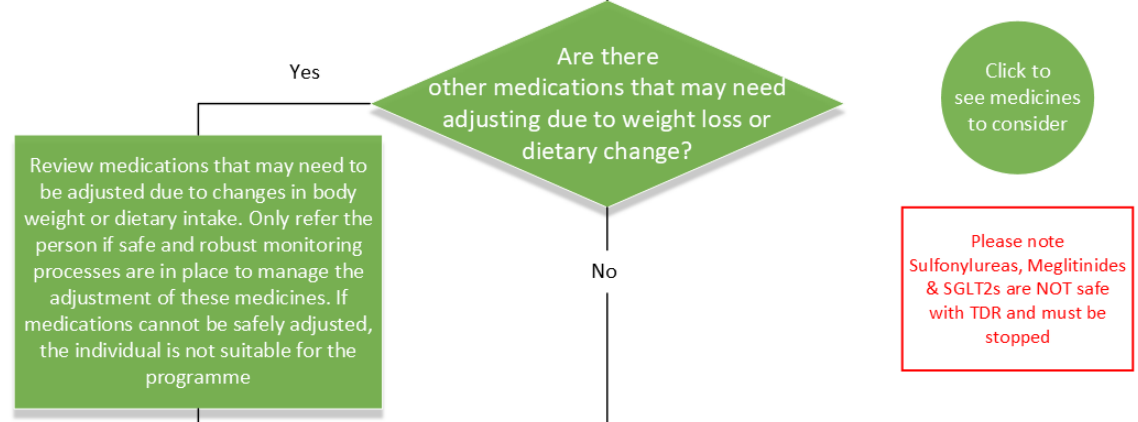 Are there
other medications that may need
adjusting due to weight loss or
dietary change?
Yes
Click to
see medicines
to consider
Review medications that may need to
be adjusted due to changes in body
weight or dietary intake. Only refer the
person if safe and robust monitoring
processes are in place to manage the
adjustment of these medicines. If
medications cannot be safely adjusted,
the individual is not suitable for the
programme
No
Please note
Sulfonylureas, Meglitinides
& SGLT2s are NOT safe
with TDR and must be
stopped